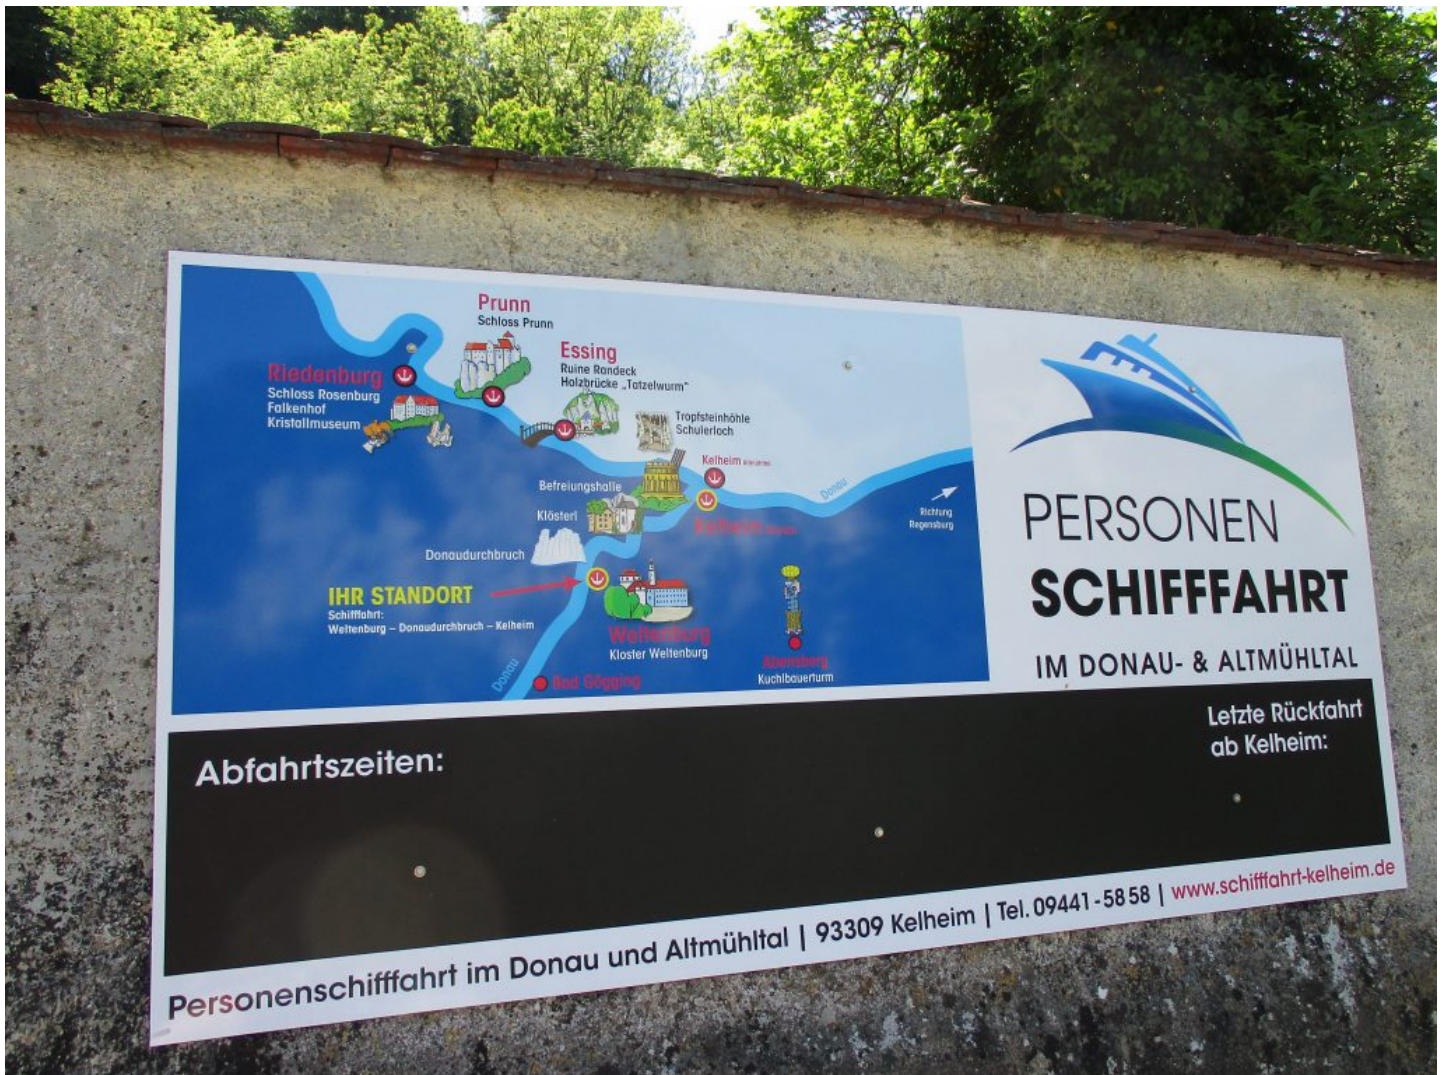 Prunn
Schloss Prunn
Essing
Ruine Randeck
Holzbrücke „Tatzelwurm"
Riedenburg
Schloss Rosenburg
Falkenhof
Kristallmuseum
Tropfsteinhöhle
Schulerloch
Kelheim
Befreiungshalle
Donau
Richtung
Regensburg
Klösterl
Kelheim
Donaudurchbruch
IHR STANDORT
Schifffahrt:
Weltenburg – Donaudurchbruch – Kelheim
Weltenburg
Kloster Weltenburg
Abensberg
Kuchlbauerturm
Donau
Bad Gögging
PERSONEN
SCHIFFFAHRT
IM DONAU- & ALTMÜHLTAL
Abfahrtszeiten:
Letzte Rückfahrt
ab Kelheim:
Personenschifffahrt im Donau und Altmühltal | 93309 Kelheim | Tel. 09441-58 58 | www.schifffahrt-kelheim.de